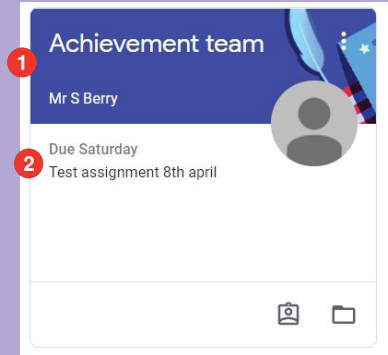 Achievement team
1
Mr S Berry
Due Saturday
2
Test assignment 8th april